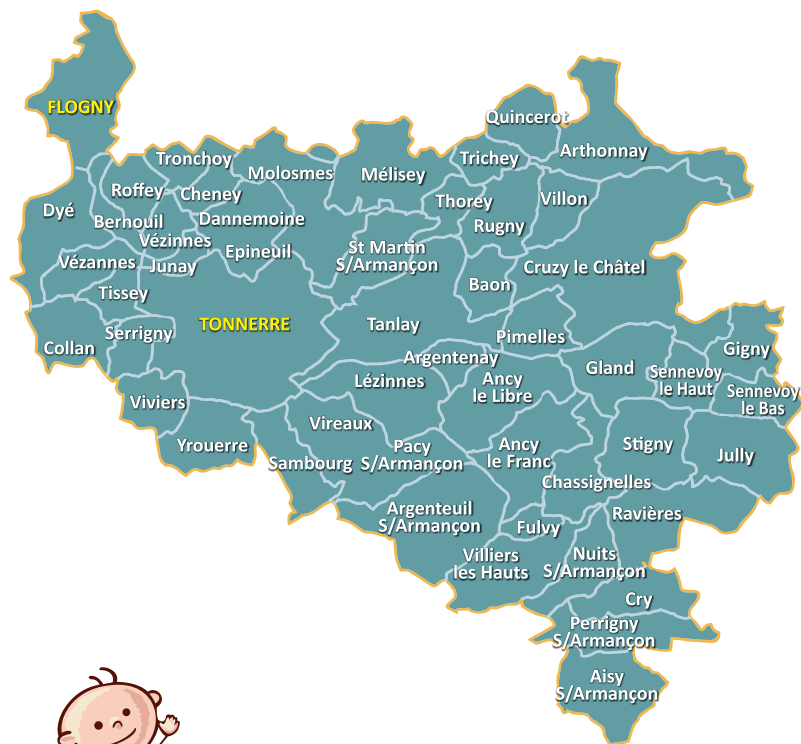 FLOGNY
Quincerot
Tronchoy
Trichey
Arthonnay
Molosmes
Mélisey
Roffey
Cheney
Thorey
Villon
Dyé
Bernouil
Dannemoine
Rugny
Vézinnes
Epineuil
St Martin
S/Armançon
Vézannes
Junay
Cruzy le Châtel
Baon
Tissey
TONNERRE
Tanlay
Serrigny
Pimelles
Collan
Argentenay
Gigny
Gland
Sennevoy
le Haut
Lézinnes
Ancy
le Libre
Sennevoy
le Bas
Viviers
Vireaux
Yrouerre
Pacy
S/Armançon
Ancy
le Franc
Stigny
Jully
Sambourg
Chassignelles
Argenteuil
S/Armançon
Ravières
Fulvy
Villiers
les Hauts
Nuits
S/Armançon
Cry
Perrigny
S/Armançon
Aisy
S/Armançon